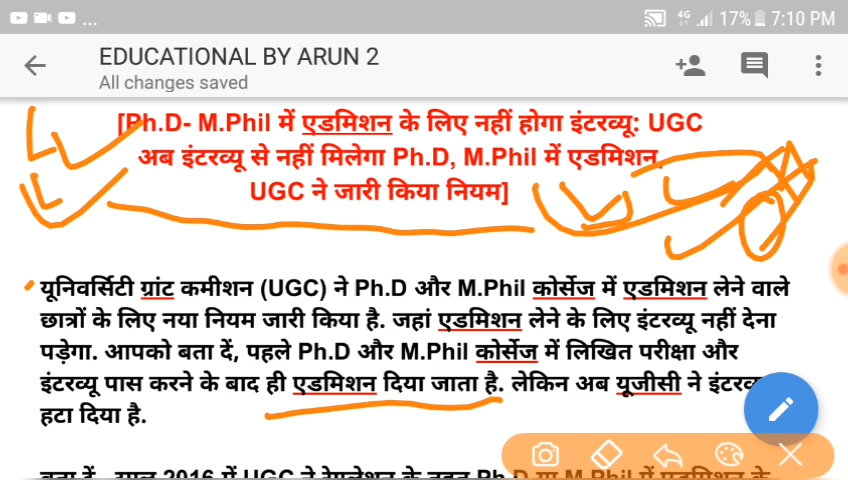 ... 4G 17% 7:10 PM
EDUCATIONAL BY ARUN 2
All changes saved
[Ph.D- M.Phil में एडमिशन के लिए नहीं होगा इंटरव्यू: UGC
अब इंटरव्यू से नहीं मिलेगा Ph.D, M.Phil में एडमिशन,
UGC ने जारी किया नियम]
यूनिवर्सिटी ग्रांट कमीशन (UGC) ने Ph.D और M.Phil कोर्सेज में एडमिशन लेने वाले
छात्रों के लिए नया नियम जारी किया है. जहां एडमिशन लेने के लिए इंटरव्यू नहीं देना
पड़ेगा. आपको बता दें, पहले Ph.D और M.Phil कोर्सेज में लिखित परीक्षा और
इंटरव्यू पास करने के बाद ही एडमिशन दिया जाता है. लेकिन अब यूजीसी ने
हटा दिया है.
2016 में UGC ने